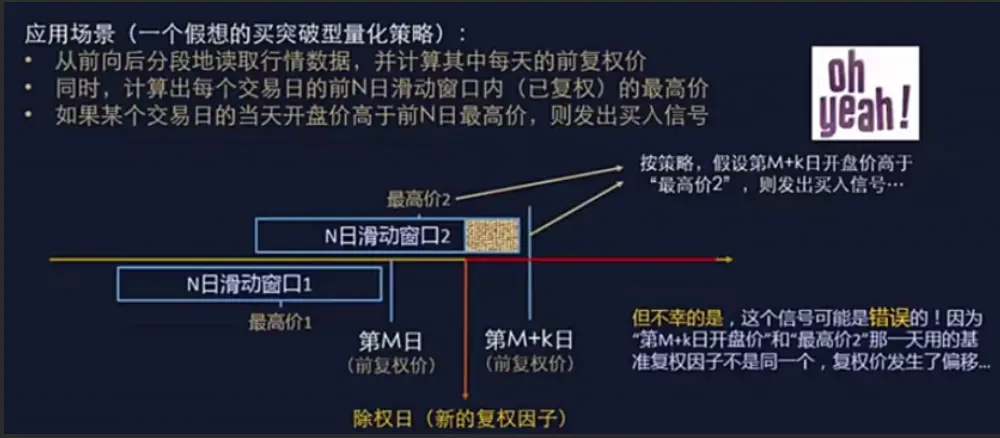 应用场景（一个假想的买突破型量化策略）：
• 从前向后分段地读取行情数据，并计算其中每天的前复权价
• 同时，计算出每个交易日的前N日滑动窗口内（已复权）的最高价
• 如果某个交易日的当天开盘价高于前N日最高价，则发出买入信号
oh
yeah!
按策略，假设第M+k日开盘价高于
“最高价2”，则发出买入信号…
最高价2
N日滑动窗口2
N日滑动窗口1
最高价1
第M日
（前复权价）
第M+k日
（前复权价）
但不幸的是，这个信号可能是错误的！因为
“第M+k日开盘价”和“最高价2”那一天用的基
准复权因子不是同一个，复权价发生了偏移...
除权日（新的复权因子）